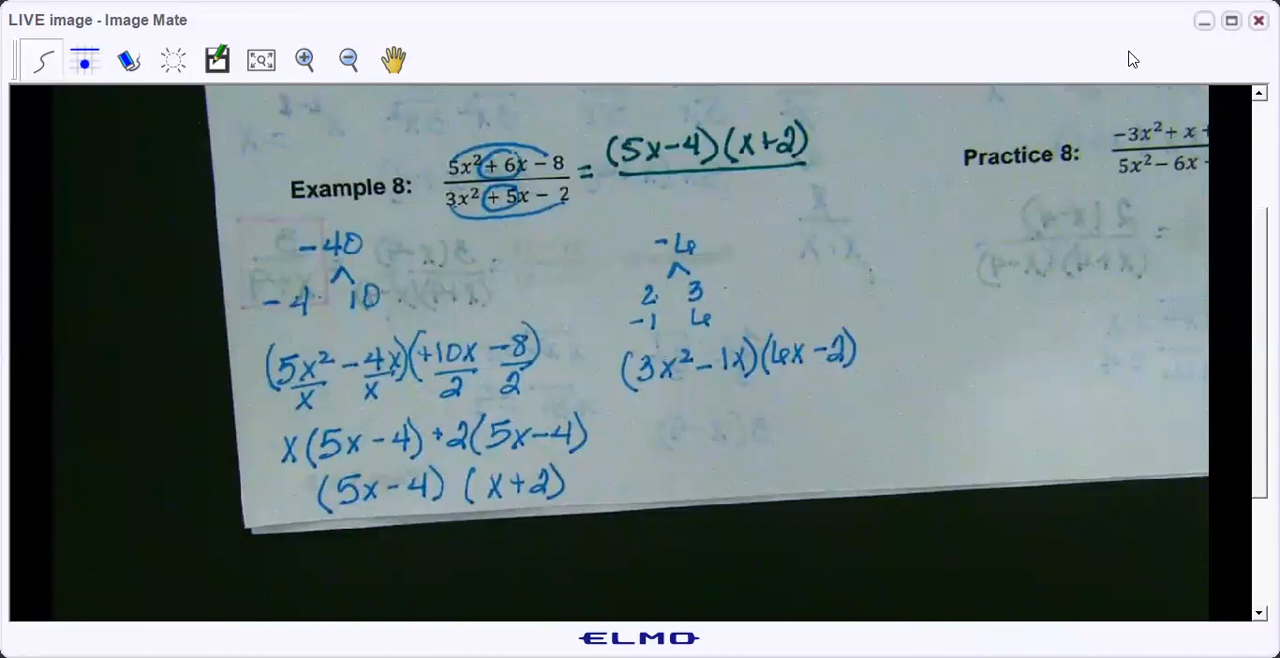 LIVE image - Image Mate
Example 8: 5x² + 6x - 8 / 3x² + 5x - 2 = (5x-4)(x+2)
Practice 8: -3x² + x + / 5x² - 6x -
-40
-4 10
-6
2 3
-1 6
(5x²/x - 4x/x)(+10x/2 - 8/2)
(3x² - 1x)(6x - 2)
x(5x-4) + 2(5x-4)
(5x-4) (x+2)
ELMO